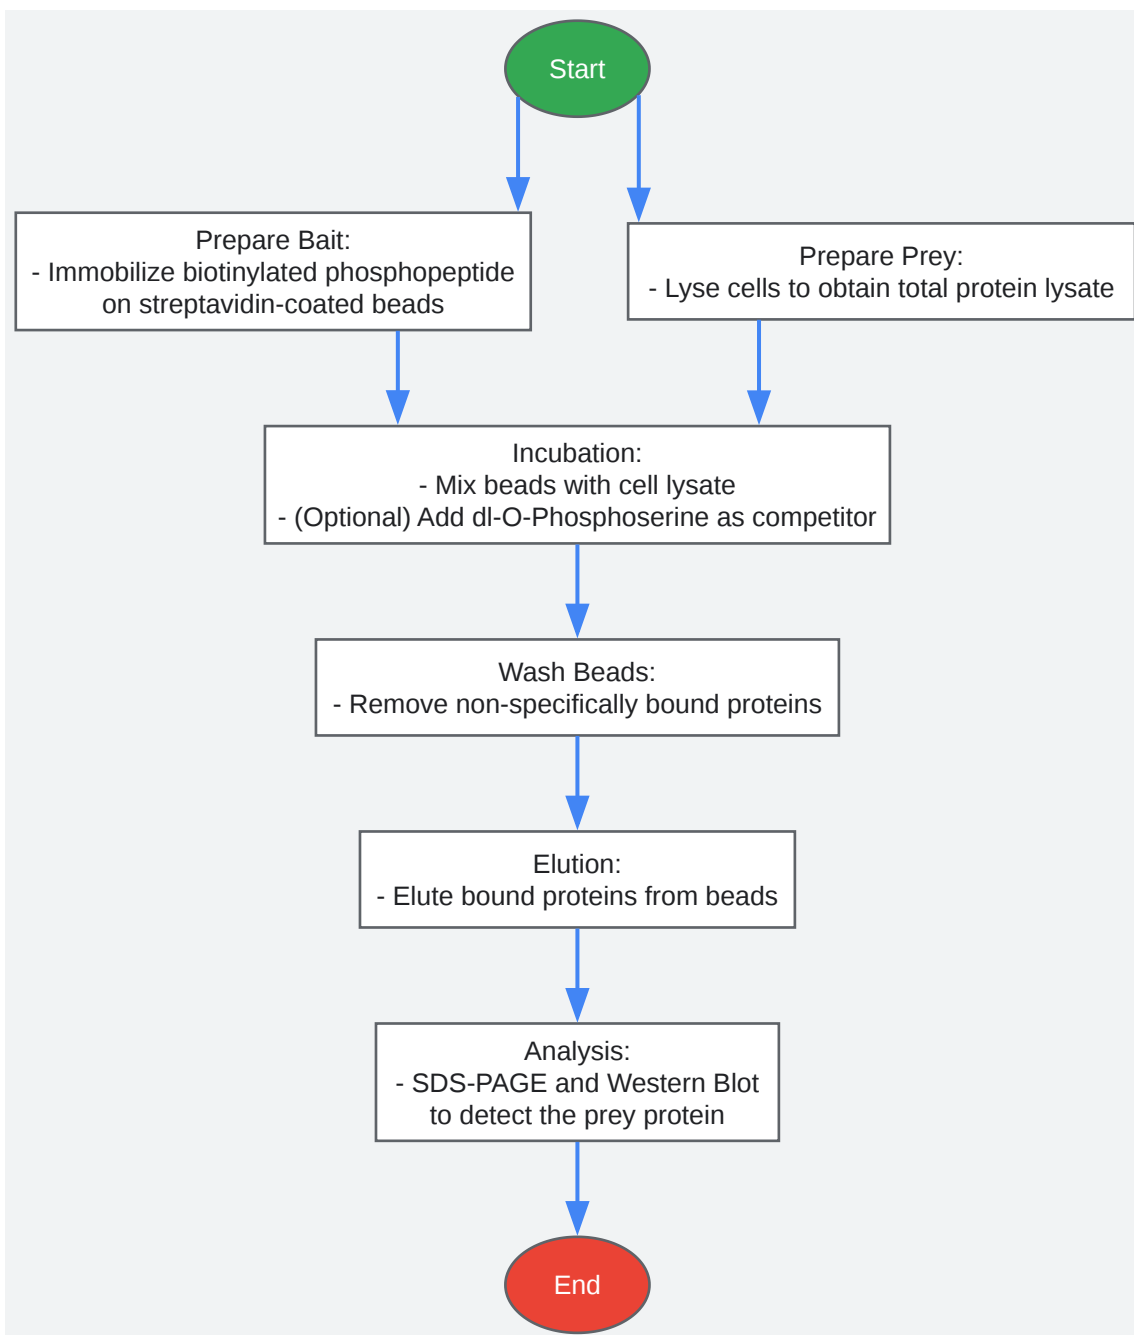 Start
Prepare Bait:
- Immobilize biotinylated phosphopeptide
on streptavidin-coated beads
Prepare Prey:
- Lyse cells to obtain total protein lysate
Incubation:
- Mix beads with cell lysate
- (Optional) Add dl-O-Phosphoserine as competitor
Wash Beads:
- Remove non-specifically bound proteins
Elution:
- Elute bound proteins from beads
Analysis:
- SDS-PAGE and Western Blot
to detect the prey protein
End